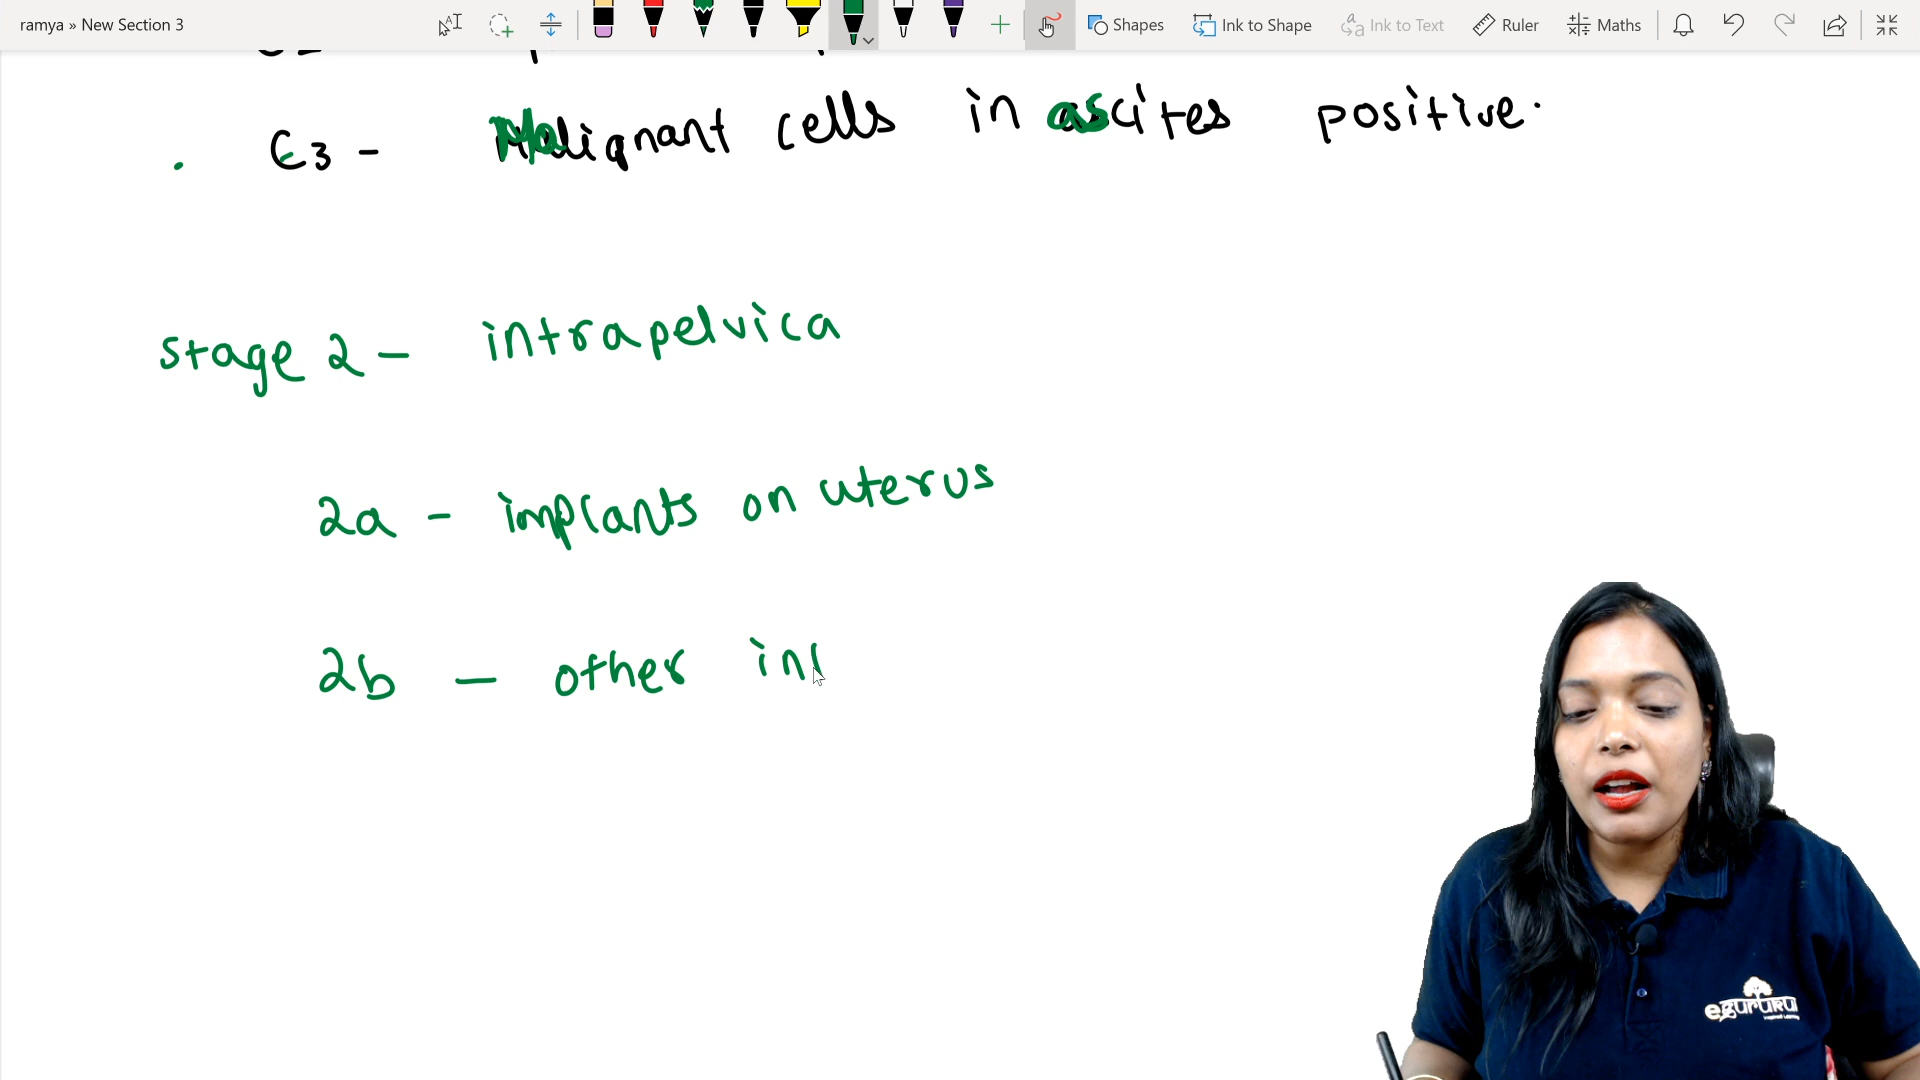 ramya » New Section 3
Shapes Ink to Shape Ink to Text Ruler Maths
C3 - Malignant cells in ascites positive.
stage 2 - intrapelvica
2a - implants on uterus
2b - other in
eGURUKUL